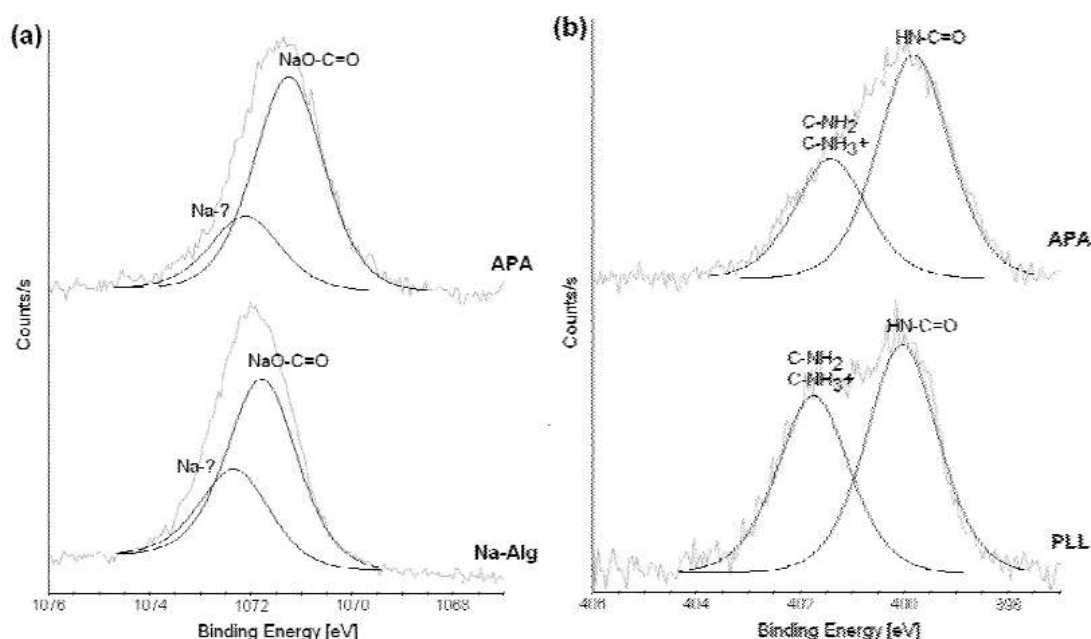 (a)
NaO-C=O
Na-?
APA
NaO-C=O
Na-?
Na-Alg
Counts/s
1076 1074 1072 1070 1068
Binding Energy [eV]
(b)
HN-C=O
C-NH2
C-NH3+
APA
HN-C=O
C-NH2
C-NH3+
PLL
Counts/s
404
Binding Energy [eV]